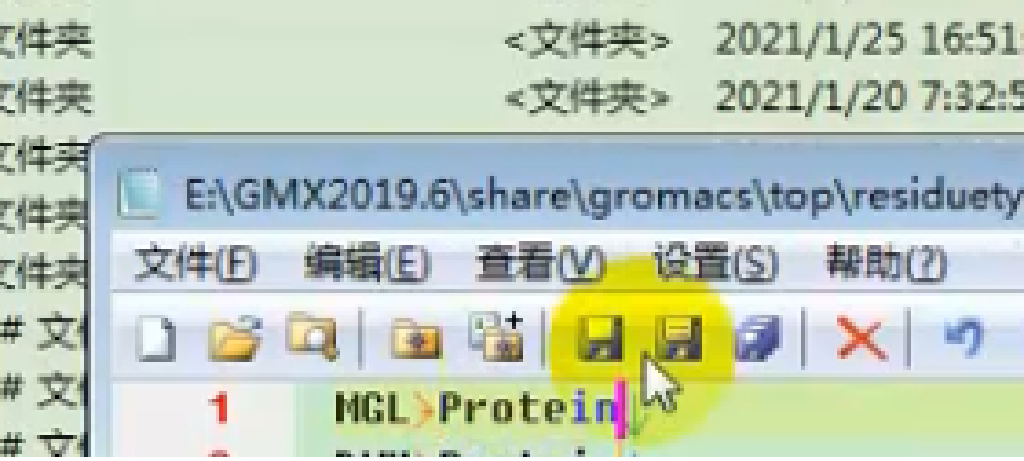 文件夹 <文件夹> 2021/1/25 16:51
文件夹 <文件夹> 2021/1/20 7:32:5
文件夹
E:\GMX2019.6\share\gromacs\top\residuety
文件夹
文件(F) 编辑(E) 查看(V) 设置(S) 帮助(?)
文件夹
# 文
# 文
1 MGL>Protein
# 文